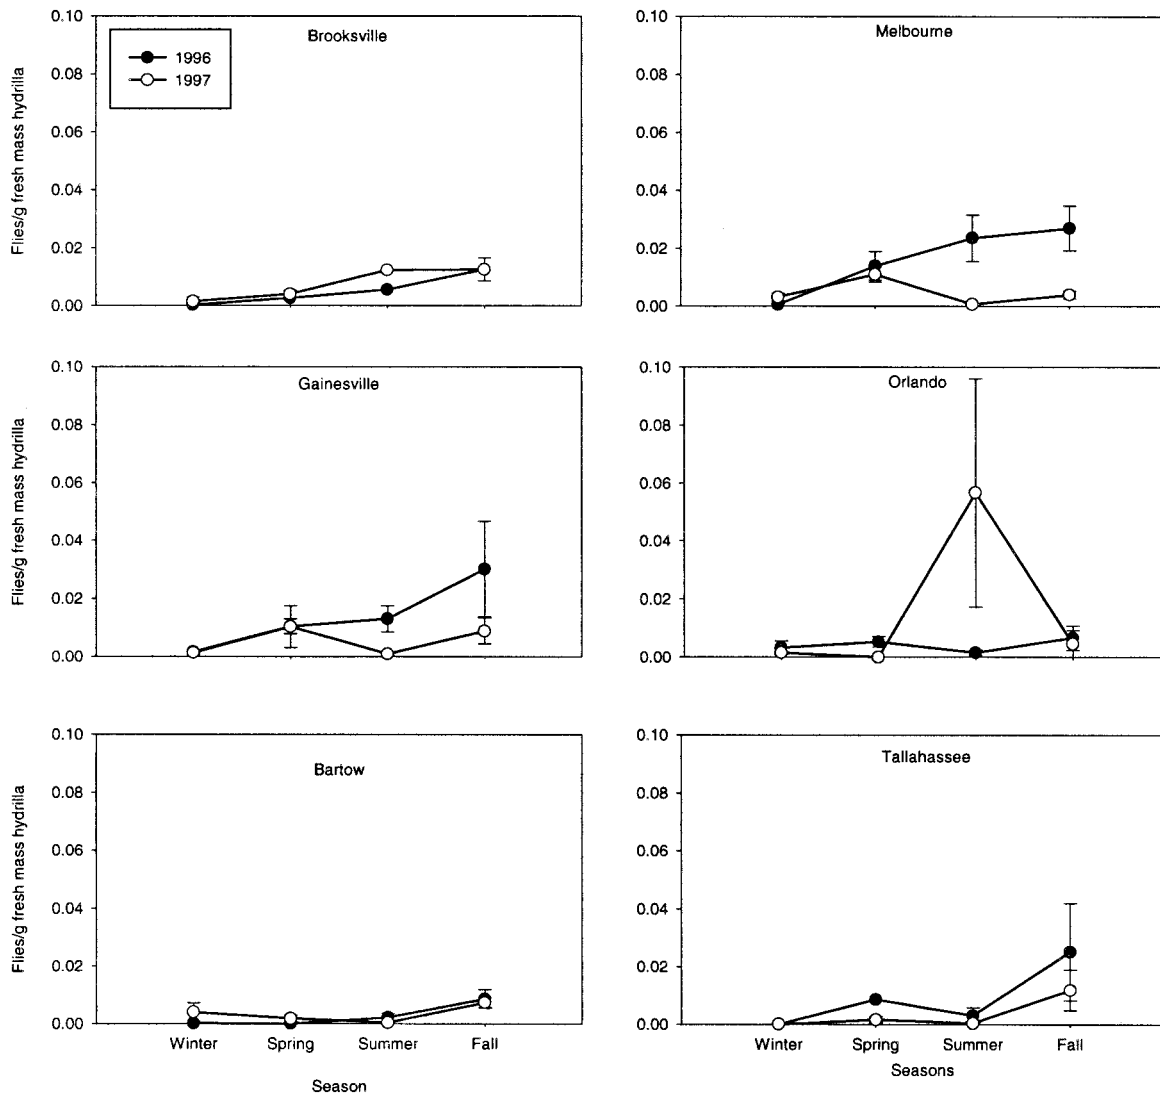 Brooksville
1996
1997
Flies/g fresh mass hydrilla
0.10
0.08
0.06
0.04
0.02
0.00
Melbourne
0.10
0.08
0.06
0.04
0.02
0.00
Gainesville
Flies/g fresh mass hydrilla
0.10
0.08
0.06
0.04
0.02
0.00
Orlando
0.10
0.08
0.06
0.04
0.02
0.00
Bartow
Flies/g fresh mass hydrilla
0.10
0.08
0.06
0.04
0.02
0.00
Winter Spring Summer Fall
Season
Tallahassee
0.10
0.08
0.06
0.04
0.02
0.00
Winter Spring Summer Fall
Seasons